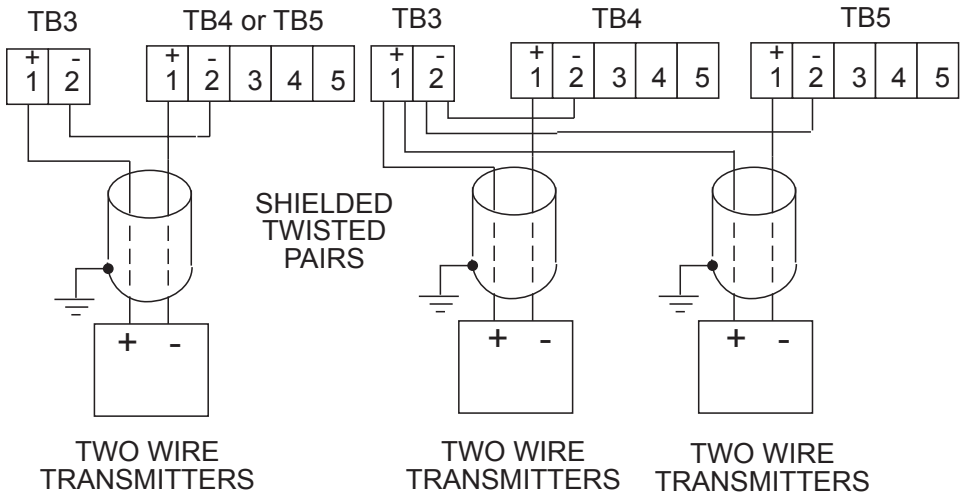 TB3 TB4 or TB5 TB3 TB4 TB5
+ - + - + - + - + -
1 2 1 2 3 4 5 1 2 1 2 3 4 5 1 2 3 4 5
SHIELDED
TWISTED
PAIRS
+ - + - + -
TWO WIRE
TRANSMITTERS
TWO WIRE
TRANSMITTERS
TWO WIRE
TRANSMITTERS